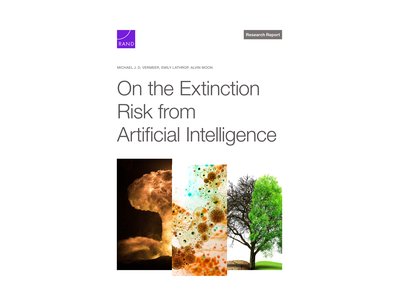 RAND
Research Report
MICHAEL J. D. VERMEER, EMILY LATHROP, ALVIN MOON
On the Extinction
Risk from
Artificial Intelligence